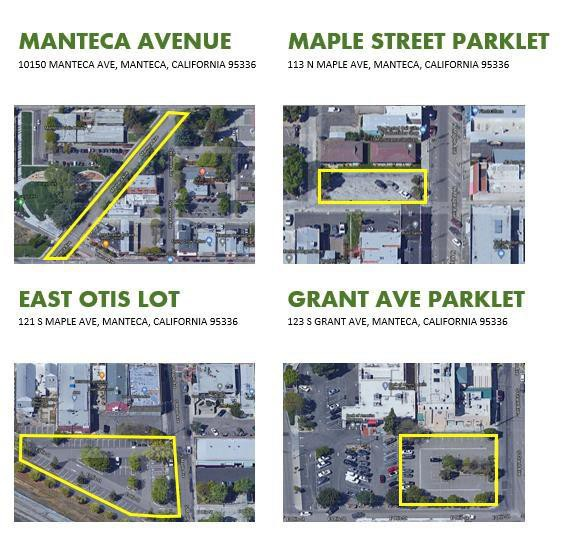 MANTECA AVENUE
10150 MANTECA AVE, MANTECA, CALIFORNIA 95336
MAPLE STREET PARKLET
113 N MAPLE AVE, MANTECA, CALIFORNIA 95336
EAST OTIS LOT
121 S MAPLE AVE, MANTECA, CALIFORNIA 95336
GRANT AVE PARKLET
123 S GRANT AVE, MANTECA, CALIFORNIA 95336